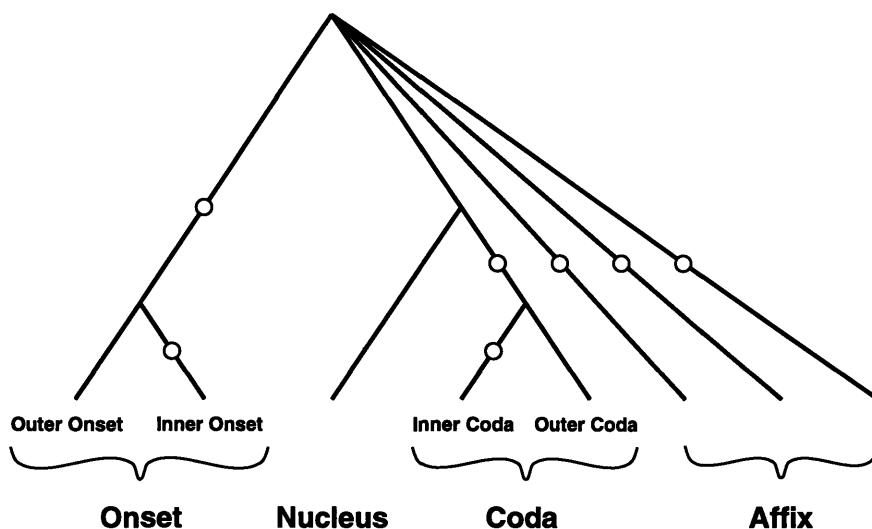 Outer Onset Inner Onset Inner Coda Outer Coda
Onset Nucleus Coda Affix